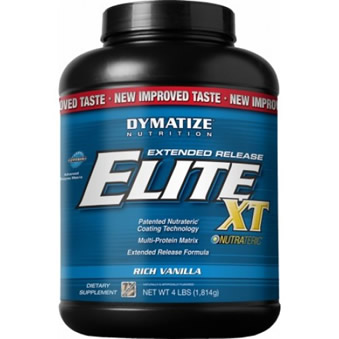 OVED TASTE • NEW IMPROVED TASTE • NEW IMPRO
DYMATIZE
NUTRITION
EXTENDED RELEASE
ELITE
XT
NUTRATERIC
Patented Nutrateric
Coating Technology
Multi-Protein Matrix
Extended Release Formula
RICH VANILLA
DIETARY
SUPPLEMENT
NET WT 4 LBS (1,814g)